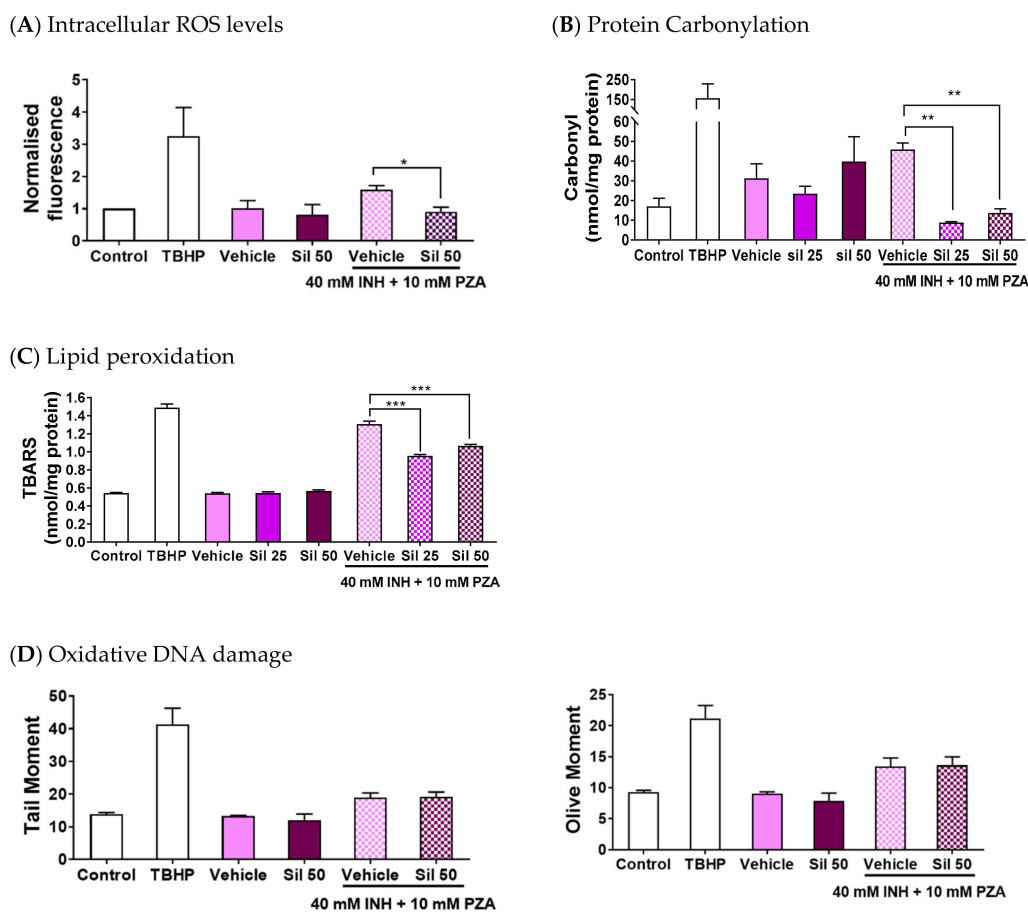 (A) Intracellular ROS levels
Normalised
fluorescence
5
4
3
2
1
0
*
Control TBHP Vehicle Sil 50 Vehicle Sil 50
40 mM INH + 10 mM PZA
(B) Protein Carbonylation
Carbonyl
(nmol/mg protein)
250
150
60
40
30
20
10
0
**
**
Control TBHP Vehicle sil 25 sil 50 Vehicle Sil 25 Sil 50
40 mM INH + 10 mM PZA
(C) Lipid peroxidation
TBARS
(nmol/mg protein)
1.6
1.4
1.2
1.0
0.8
0.6
0.4
0.2
0.0
***
***
Control TBHP Vehicle Sil 25 Sil 50 Vehicle Sil 25 Sil 50
40 mM INH + 10 mM PZA
(D) Oxidative DNA damage
Tail Moment
50
40
30
20
10
0
Control TBHP Vehicle Sil 50 Vehicle Sil 50
40 mM INH + 10 mM PZA
Olive Moment
25
20
15
10
5
0
Control TBHP Vehicle Sil 50 Vehicle Sil 50
40 mM INH + 10 mM PZA